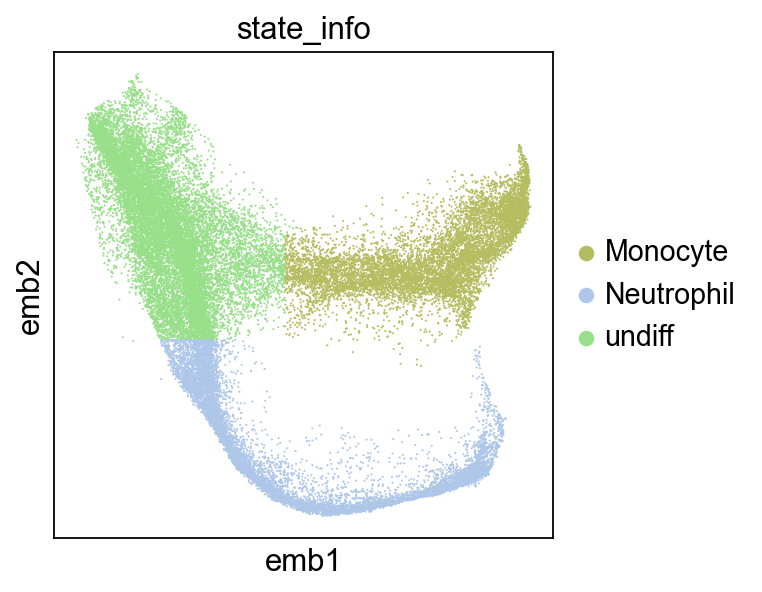 state_info
Monocyte
Neutrophil
undiff
emb2
emb1